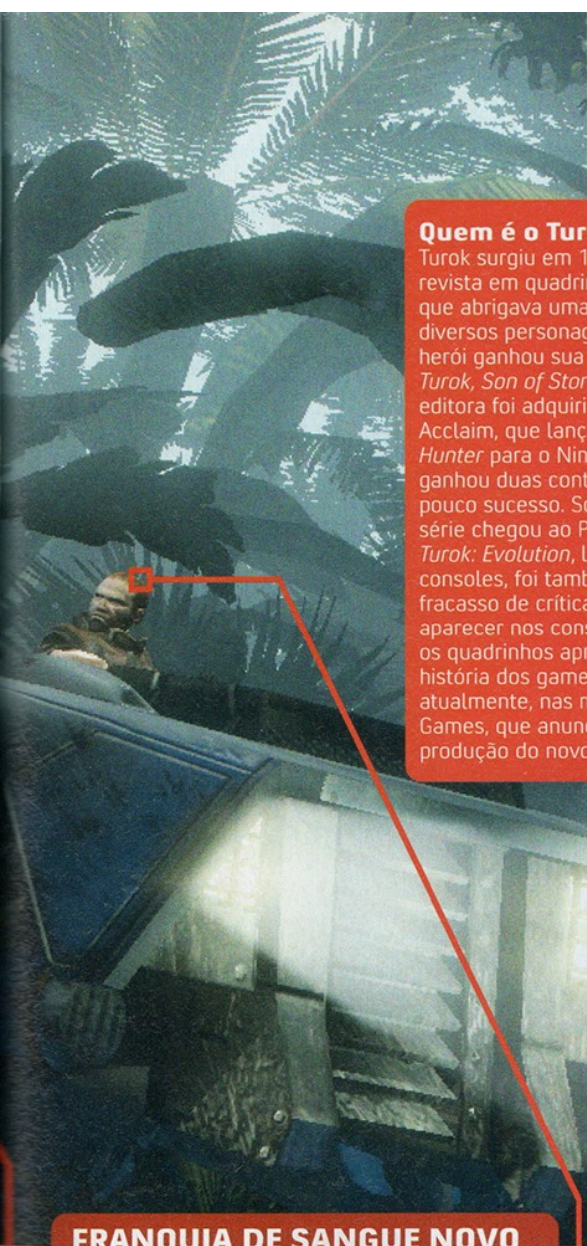 Quem é o Tur
Turok surgiu em 1
revista em quadri
que abrigava uma
diversos personag
herói ganhou sua
Turok, Son of Ston
editora foi adquiri
Acclaim, que lanç
Hunter para o Nin
ganhou duas cont
pouco sucesso. Se
série chegou ao P
Turok: Evolution, l
consoles, foi tamb
fracasso de crític
aparecer nos cons
os quadrinhos apr
história dos game
atualmente, nas m
Games, que anunc
produção do novo
FRANQUIA DE SANGUE NOVO